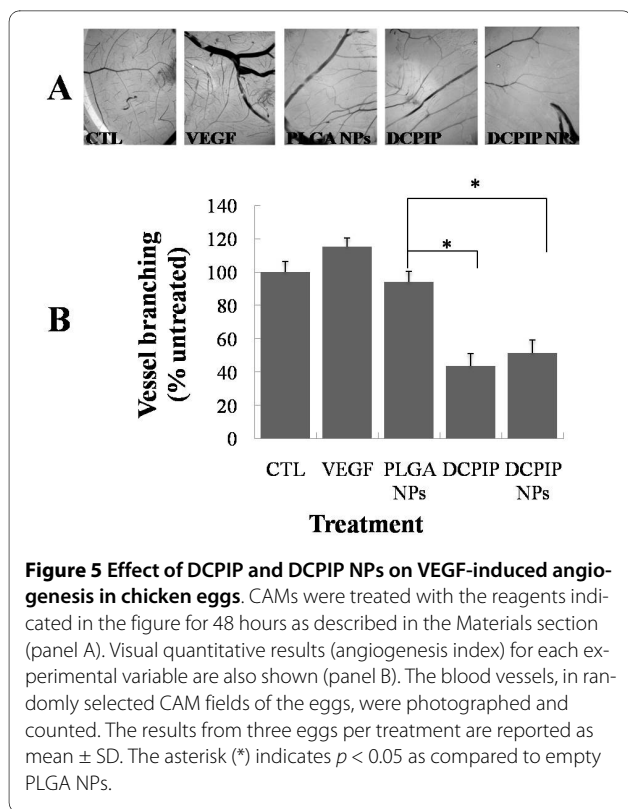 A
CTL VEGF PLGA NPs DCPIP DCPIP NPs
B
Vessel branching
(% untreated)
140
120
100
80
60
40
20
0
*
*
CTL VEGF PLGA NPs DCPIP DCPIP NPs
Treatment
Figure 5 Effect of DCPIP and DCPIP NPs on VEGF-induced angio-
genesis in chicken eggs. CAMs were treated with the reagents indi-
cated in the figure for 48 hours as described in the Materials section
(panel A). Visual quantitative results (angiogenesis index) for each ex-
perimental variable are also shown (panel B). The blood vessels, in ran-
domly selected CAM fields of the eggs, were photographed and
counted. The results from three eggs per treatment are reported as
mean ± SD. The asterisk (*) indicates p < 0.05 as compared to empty
PLGA NPs.